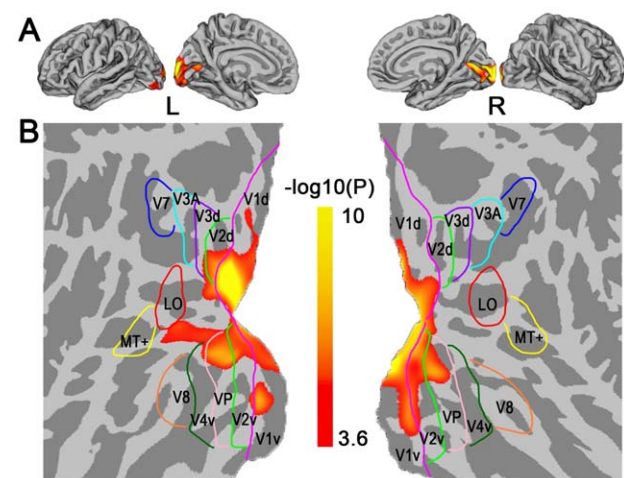 A
L
R
B
-log10(P)
10
3.6
V7
V3A
V3d
V2d
V1d
LO
MT+
V8
V4v
VP
V2v
V1v
V1d
V2d
V3d
V3A
V7
LO
MT+
V8
V4v
VP
V2v
V1v